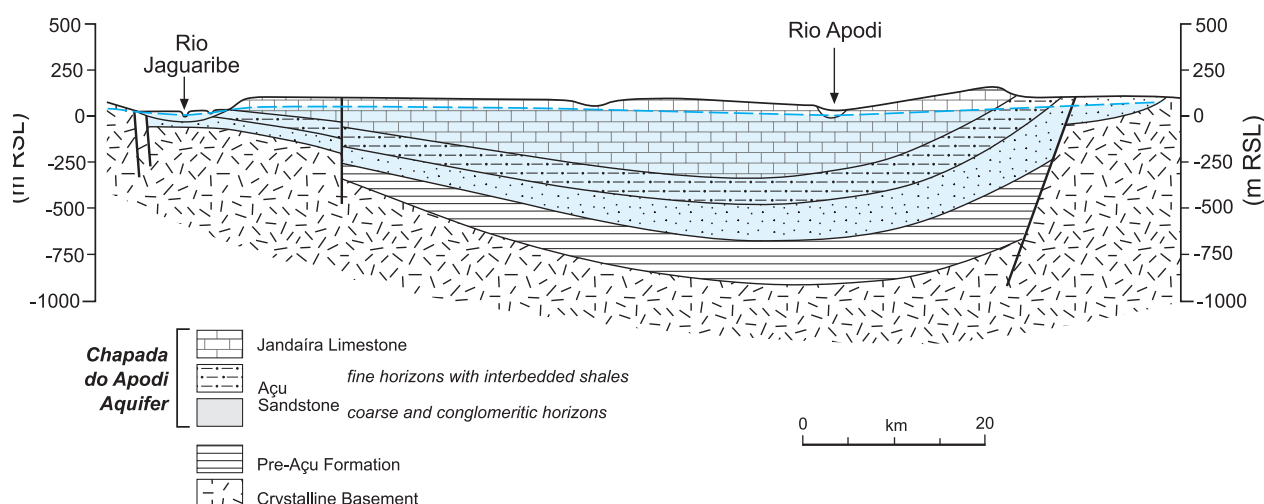 500
250
0
-250
-500
-750
-1000
(m RSL)
Rio
Jaguaribe
Rio Apodi
500
250
0
-250
-500
-750
-1000
(m RSL)
Chapada
do Apodi
Aquifer
Jandaíra Limestone
fine horizons with interbedded shales
Açu
Sandstone
coarse and conglomeritic horizons
Pre-Açu Formation
Crystalline Basement
0 km 20